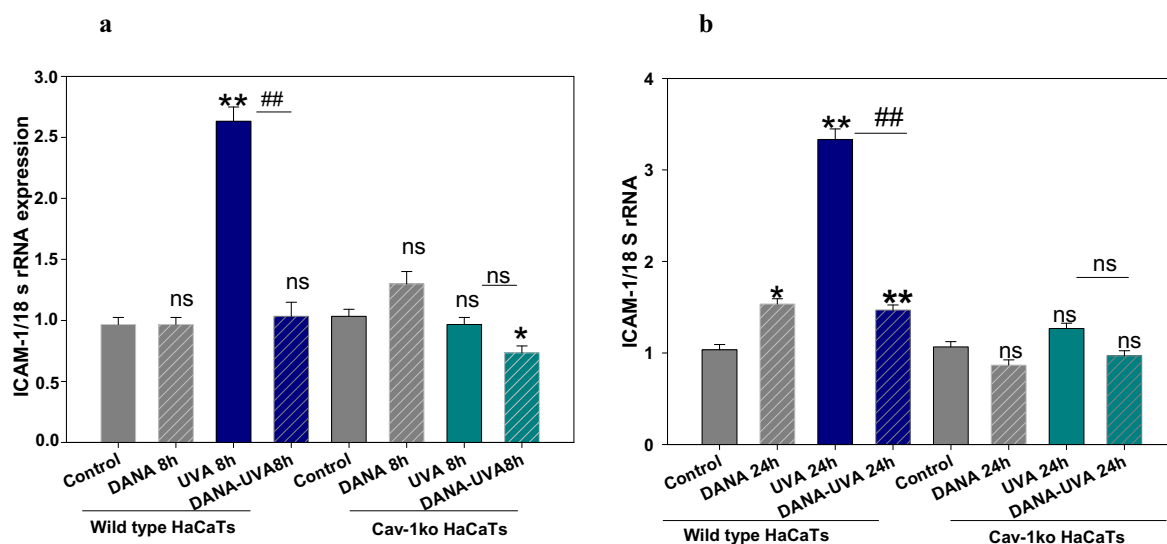 a
ICAM-1/18 s rRNA expression
3.0
2.5
2.0
1.5
1.0
0.5
0.0
ns
**
##
ns
ns
ns
ns
*
Control
DANA 8h
UVA 8h
DANA-UVA8h
Control
DANA 8h
UVA 8h
DANA-UVA8h
Wild type HaCaTs
Cav-1ko HaCaTs
b
ICAM-1/18 S rRNA
4
3
2
1
0
*
**
##
**
ns
ns
ns
ns
Control
DANA 24h
UVA 24h
DANA-UVA 24h
Control
DANA 24h
UVA 24h
DANA-UVA 24h
Wild type HaCaTs
Cav-1ko HaCaTs